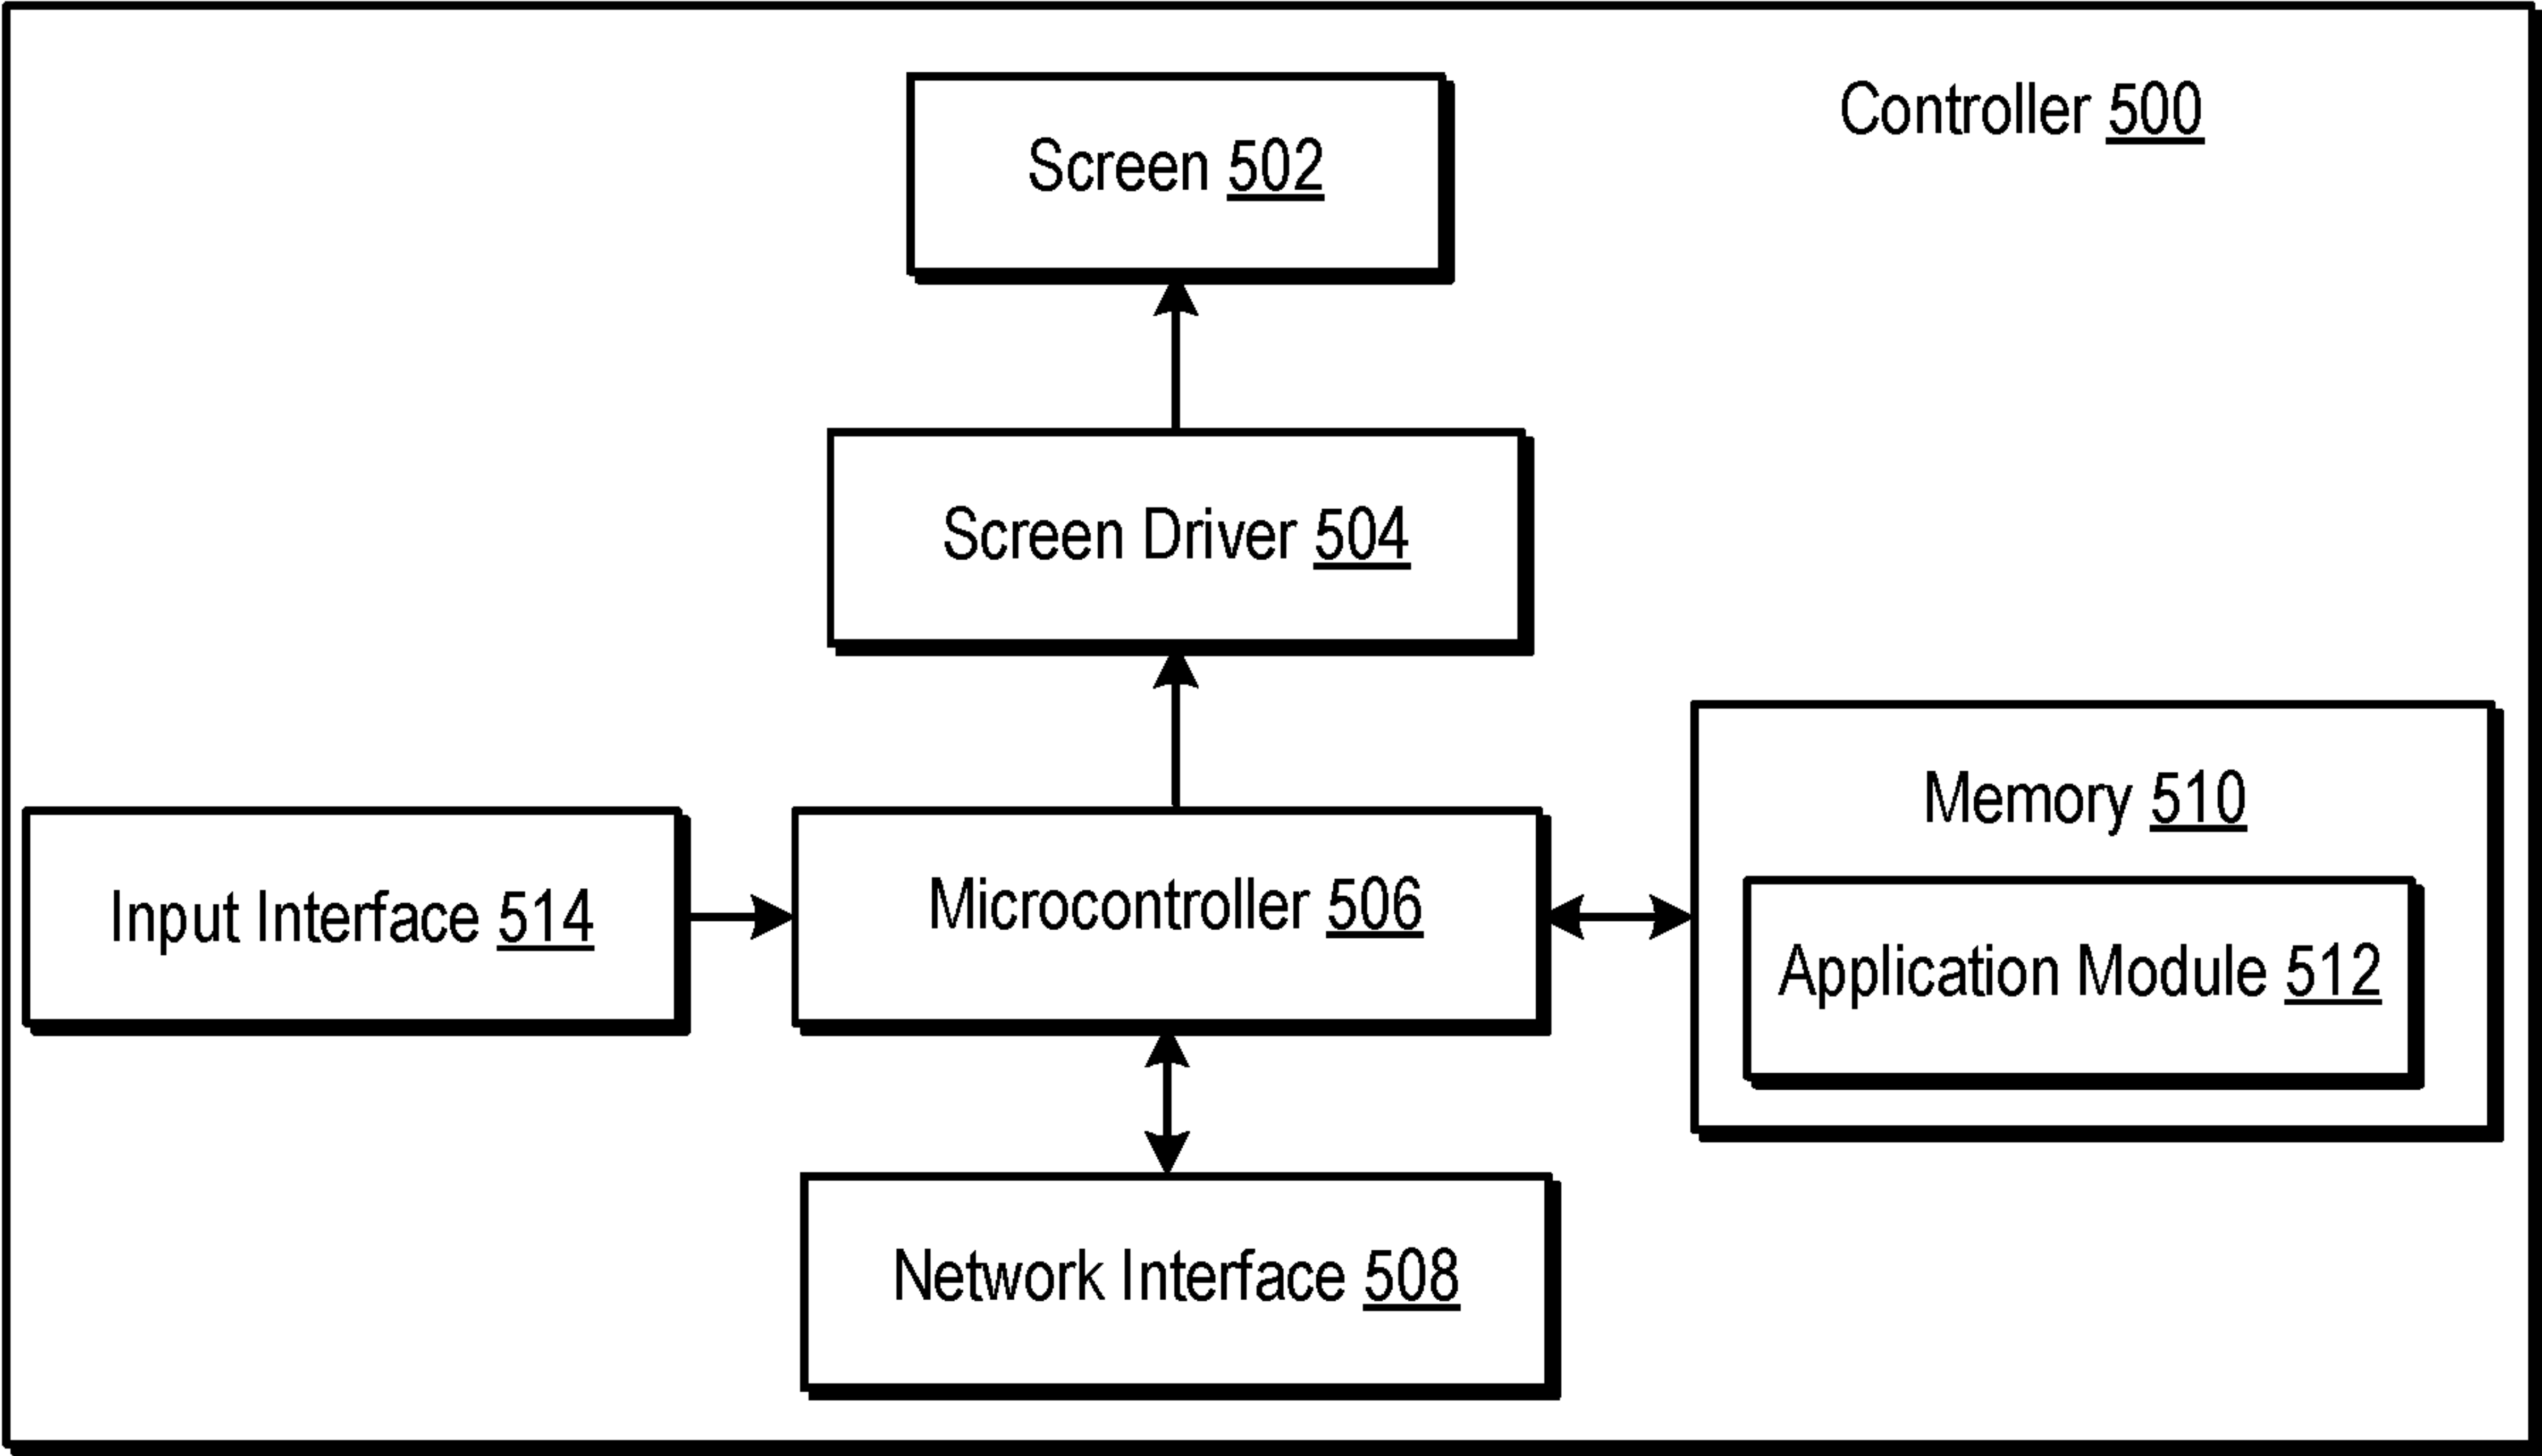 Controller 500
Screen 502
Screen Driver 504
Memory 510
Input Interface 514
Microcontroller 506
Application Module 512
Network Interface 508